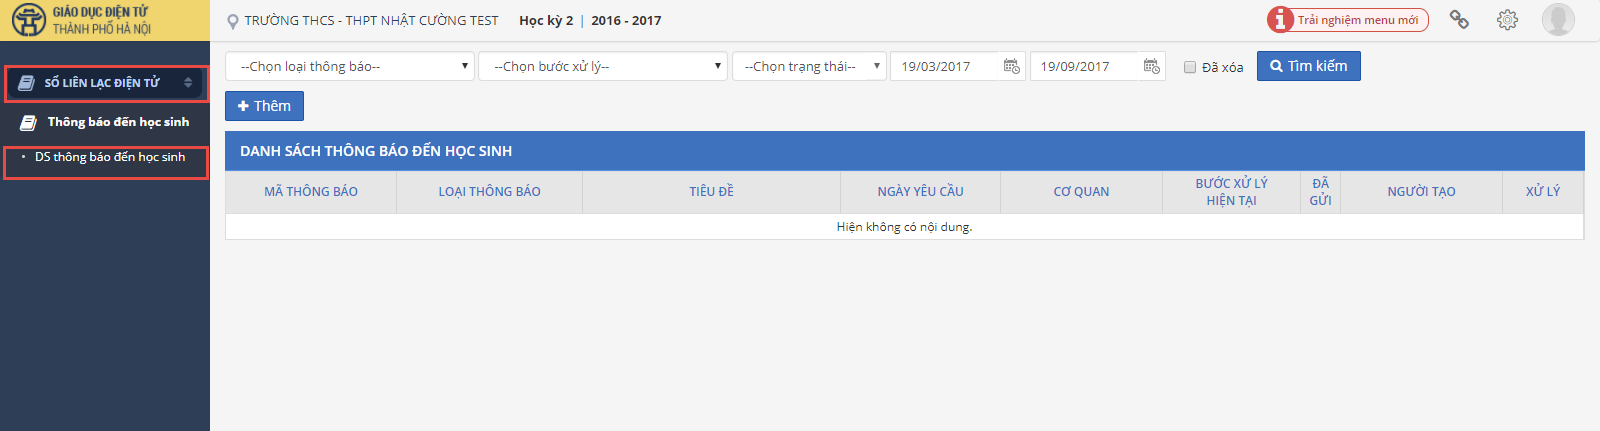 GIÁO DỤC ĐIỆN TỬ
THÀNH PHỐ HÀ NỘI
TRƯỜNG THCS - THPT NHẬT CƯỜNG TEST Học kỳ 2 | 2016 - 2017
Trải nghiệm menu mới
SỔ LIÊN LẠC ĐIỆN TỬ
Thông báo đến học sinh
• DS thông báo đến học sinh
--Chọn loại thông báo-- --Chọn bước xử lý-- --Chọn trạng thái-- 19/03/2017 19/09/2017 Đã xóa Tìm kiếm
Thêm
DANH SÁCH THÔNG BÁO ĐẾN HỌC SINH
MÃ THÔNG BÁO LOẠI THÔNG BÁO TIÊU ĐỀ NGÀY YÊU CẦU CƠ QUAN BƯỚC XỬ LÝ HIỆN TẠI ĐÃ GỬI NGƯỜI TẠO XỬ LÝ
Hiện không có nội dung.